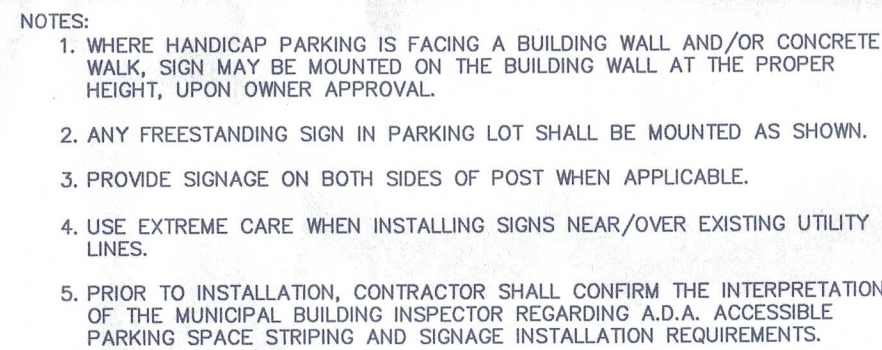 NOTES:
1. WHERE HANDICAP PARKING IS FACING A BUILDING WALL AND/OR CONCRETE
WALK, SIGN MAY BE MOUNTED ON THE BUILDING WALL AT THE PROPER
HEIGHT, UPON OWNER APPROVAL.
2. ANY FREESTANDING SIGN IN PARKING LOT SHALL BE MOUNTED AS SHOWN.
3. PROVIDE SIGNAGE ON BOTH SIDES OF POST WHEN APPLICABLE.
4. USE EXTREME CARE WHEN INSTALLING SIGNS NEAR/OVER EXISTING UTILITY
LINES.
5. PRIOR TO INSTALLATION, CONTRACTOR SHALL CONFIRM THE INTERPRETATION
OF THE MUNICIPAL BUILDING INSPECTOR REGARDING A.D.A. ACCESSIBLE
PARKING SPACE STRIPING AND SIGNAGE INSTALLATION REQUIREMENTS.